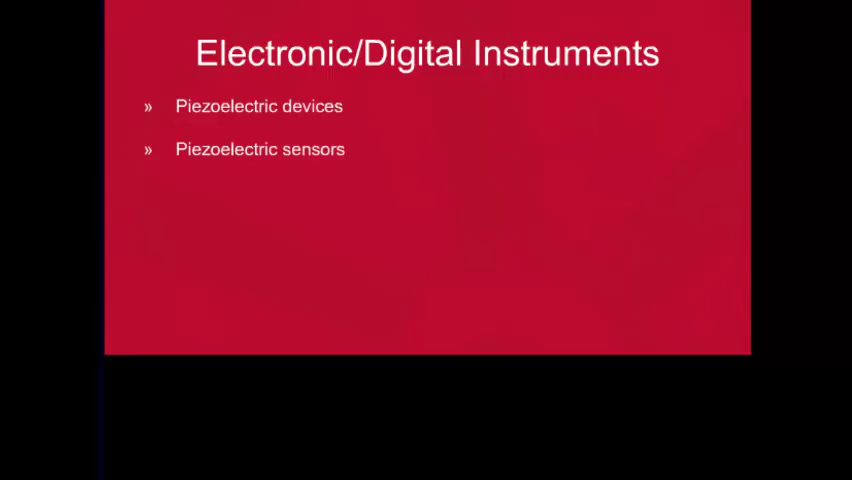 Electronic/Digital Instruments
» Piezoelectric devices
» Piezoelectric sensors